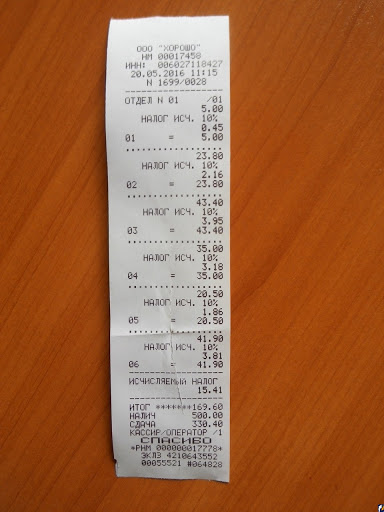 ООО "ХОРОШО"
НМ 00017458
ИНН: 006027118427
20.05.2016 11:15
N 1699/0028
ОТДЕЛ N 01 /01
5.00
НАЛОГ ИСЧ. 10%
0.45
01 = 5.00
23.80
НАЛОГ ИСЧ. 10%
2.16
02 = 23.80
43.40
НАЛОГ ИСЧ. 10%
3.95
03 = 43.40
35.00
НАЛОГ ИСЧ. 10%
3.18
04 = 35.00
20.50
НАЛОГ ИСЧ. 10%
1.86
05 = 20.50
41.90
НАЛОГ ИСЧ. 10%
3.81
06 = 41.90
ИСЧИСЛЯЕМЫЙ НАЛОГ
15.41
ИТОГ *******169.60
НАЛИЧ 500.00
СДАЧА 330.40
КАССИР/ОПЕРАТОР /1
СПАСИБО
*РНМ 000000017778*
ЭКЛЗ 4210643552
00055521 #064828